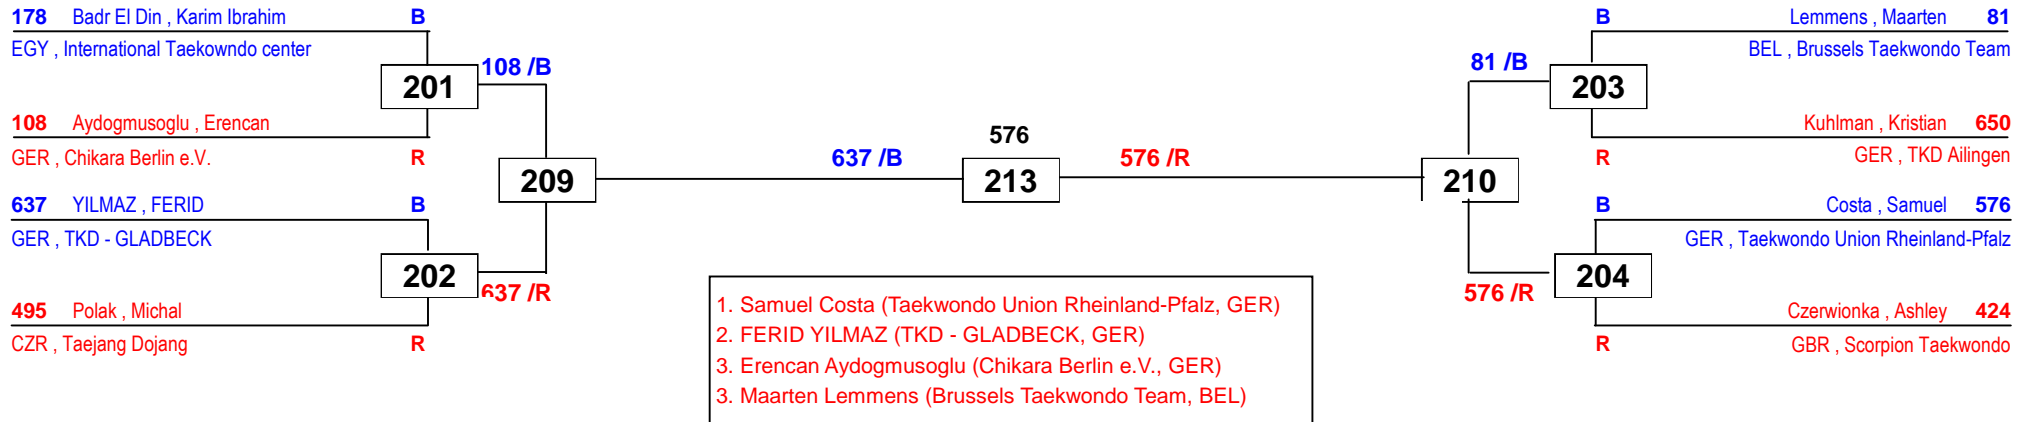 178 Badr El Din , Karim Ibrahim B
EGY , International Taekowndo center
201
108 /B
108 Aydogmusoglu , Erencan
GER , Chikara Berlin e.V. R
209
637 YILMAZ , FERID B
GER , TKD - GLADBECK
202
637 /R
495 Polak , Michal
CZR , Taejang Dojang R
637 /B
576
213
576 /R
B Lemmens , Maarten 81
BEL , Brussels Taekwondo Team
81 /B
203
Kuhlman , Kristian 650
R GER , TKD Ailingen
210
B Costa , Samuel 576
GER , Taekwondo Union Rheinland-Pfalz
204
576 /R
Czerwionka , Ashley 424
R GBR , Scorpion Taekwondo
1. Samuel Costa (Taekwondo Union Rheinland-Pfalz, GER)
2. FERID YILMAZ (TKD - GLADBECK, GER)
3. Erencan Aydogmusoglu (Chikara Berlin e.V., GER)
3. Maarten Lemmens (Brussels Taekwondo Team, BEL)